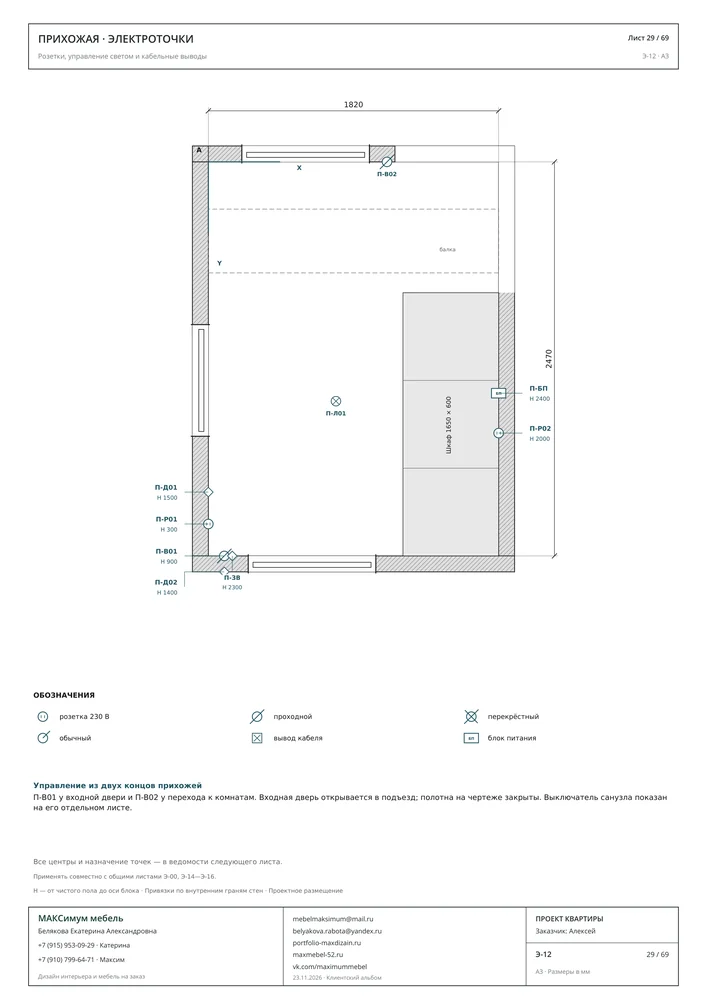 ПРИХОЖАЯ · ЭЛЕКТРОТОЧКИ
Лист 29 / 69
Розетки, управление светом и кабельные выводы
Э-12 · А3
1820
A
X
П-В02
балка
Y
2470
П-БП
БП
H 2400
Шкаф 1650 × 600
П-Л01
П-Р02
H 2000
П-Д01
H 1500
П-Р01
H 300
П-В01
H 900
П-Д02
H 1400
П-ЗВ
H 2300
ОБОЗНАЧЕНИЯ
розетка 230 В
проходной
перекрёстный
обычный
вывод кабеля
БП
блок питания
Управление из двух концов прихожей
П-В01 у входной двери и П-В02 у перехода к комнатам. Входная дверь открывается в подъезд; полотна на чертеже закрыты. Выключатель санузла показан
на его отдельном листе.
Все центры и назначение точек — в ведомости следующего листа.
Применять совместно с общими листами Э-00, Э-14—Э-16.
H — от чистого пола до оси блока · Привязки по внутренним граням стен · Проектное размещение
МАКСимум мебель
Белякова Екатерина Александровна
+7 (915) 953-09-29 · Катерина
+7 (910) 799-64-71 · Максим
Дизайн интерьера и мебель на заказ
mebelmaksimum@mail.ru
belyakova.rabota@yandex.ru
portfolio-maxdizain.ru
maxmebel-52.ru
vk.com/maximummebel
23.11.2026 · Клиентский альбом
ПРОЕКТ КВАРТИРЫ
Заказчик: Алексей
Э-12
29 / 69
А3 · Размеры в мм